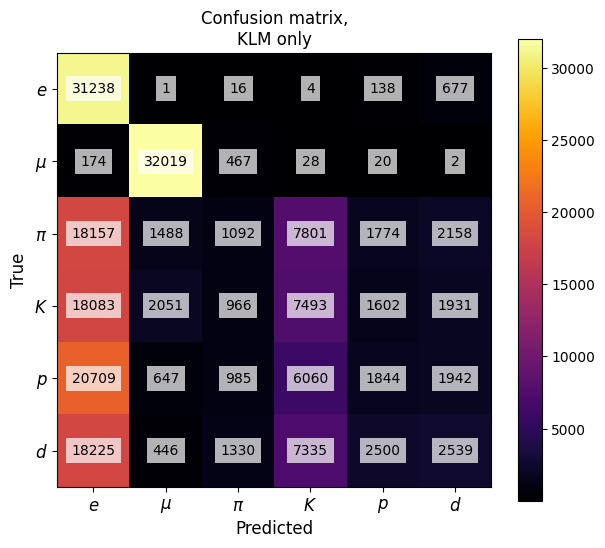 Confusion matrix,
KLM only
e 31238 1 16 4 138 677
μ 174 32019 467 28 20 2
π 18157 1488 1092 7801 1774 2158
K 18083 2051 966 7493 1602 1931
p 20709 647 985 6060 1844 1942
d 18225 446 1330 7335 2500 2539
e μ π K p d
Predicted
True
30000
25000
20000
15000
10000
5000